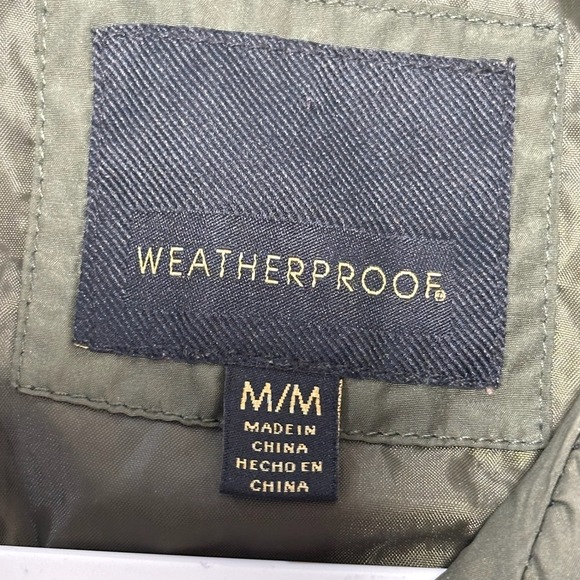 WEATHERPROOF®
M/M
MADE IN
CHINA
HECHO EN
CHINA